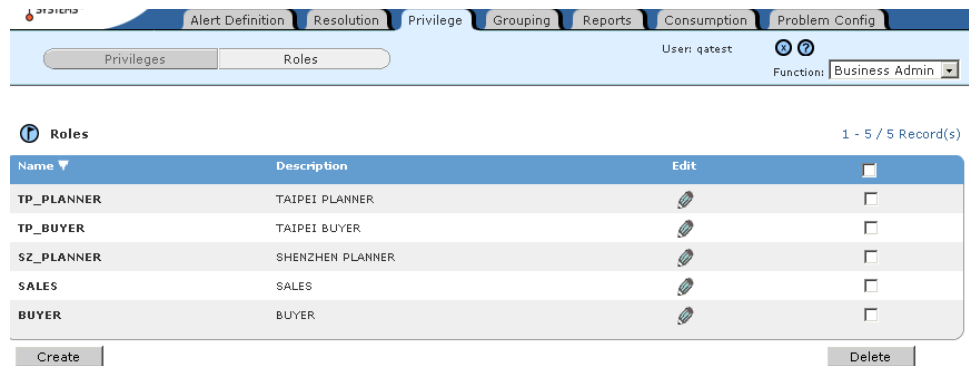 SYSTEMS
Alert Definition Resolution Privilege Grouping Reports Consumption Problem Config
Privileges Roles User: qatest
Function: Business Admin
Roles 1 - 5 / 5 Record(s)
Name Description Edit
TP_PLANNER TAIPEI PLANNER
TP_BUYER TAIPEI BUYER
SZ_PLANNER SHENZHEN PLANNER
SALES SALES
BUYER BUYER
Create Delete